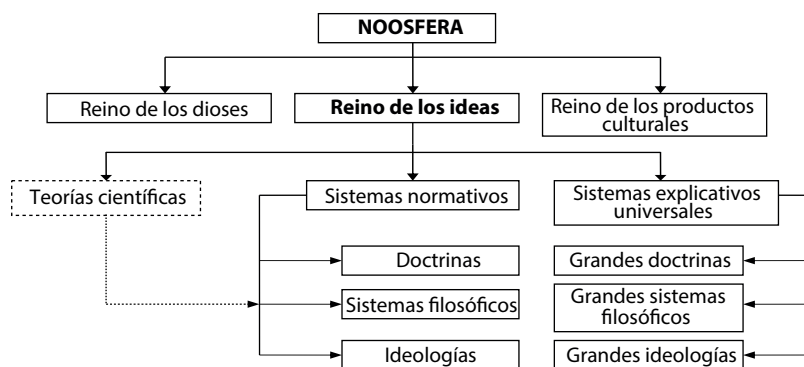 NOOSFERA
Reino de los dioses
Reino de las ideas
Reino de los productos
culturales
Teorías científicas
Sistemas normativos
Sistemas explicativos
universales
Doctrinas
Grandes doctrinas
Sistemas filosóficos
Grandes sistemas
filosóficos
Ideologías
Grandes ideologías